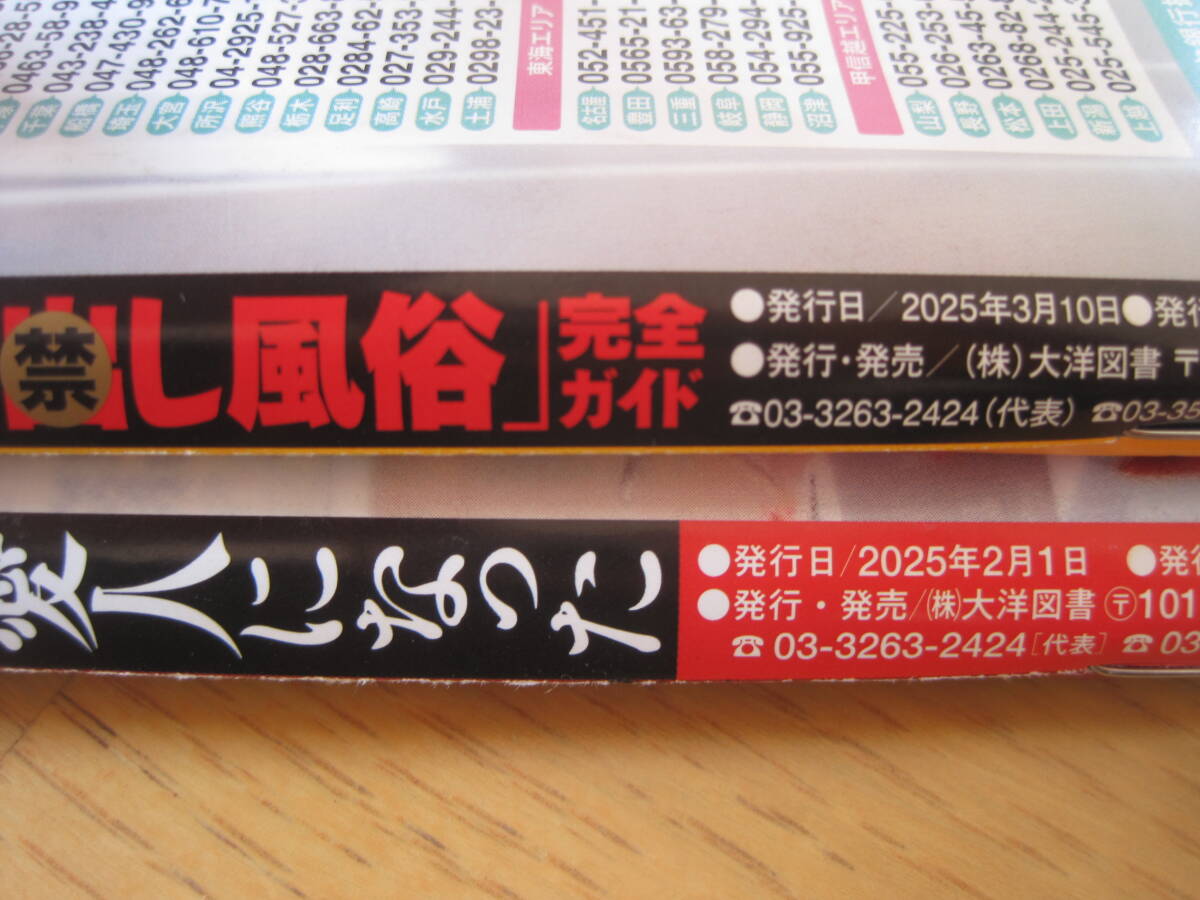 千葉 043-208-
船橋 047-430-9
埼玉 048-262-6
大宮 048-610-7
所沢 04-2925-
熊谷 048-527-3
栃木 028-663-
足利 0284-62-
高崎 027-353-
水戸 029-244-
土浦 0298-23-
東海エリア
名古屋 052-451-
豊田 0565-21-
三重 0593-63-
岐阜 058-279-
静岡 054-294-
沼津 055-925-
甲信越エリア
山梨 055-226-
長野 026-253-
松本 0263-
上田 0268-82-
新潟 025-244-2
上越 025-545-3
出し風俗」完全ガイド
禁
●発行日/2025年3月10日●発行
●発行・発売/(株)大洋図書 〒
☎03-3263-2424(代表) ☎03-35
愛人になった
●発行日/2025年2月1日 ●発行
●発行・発売/㈱大洋図書 〒101
☎03-3263-2424[代表] ☎03